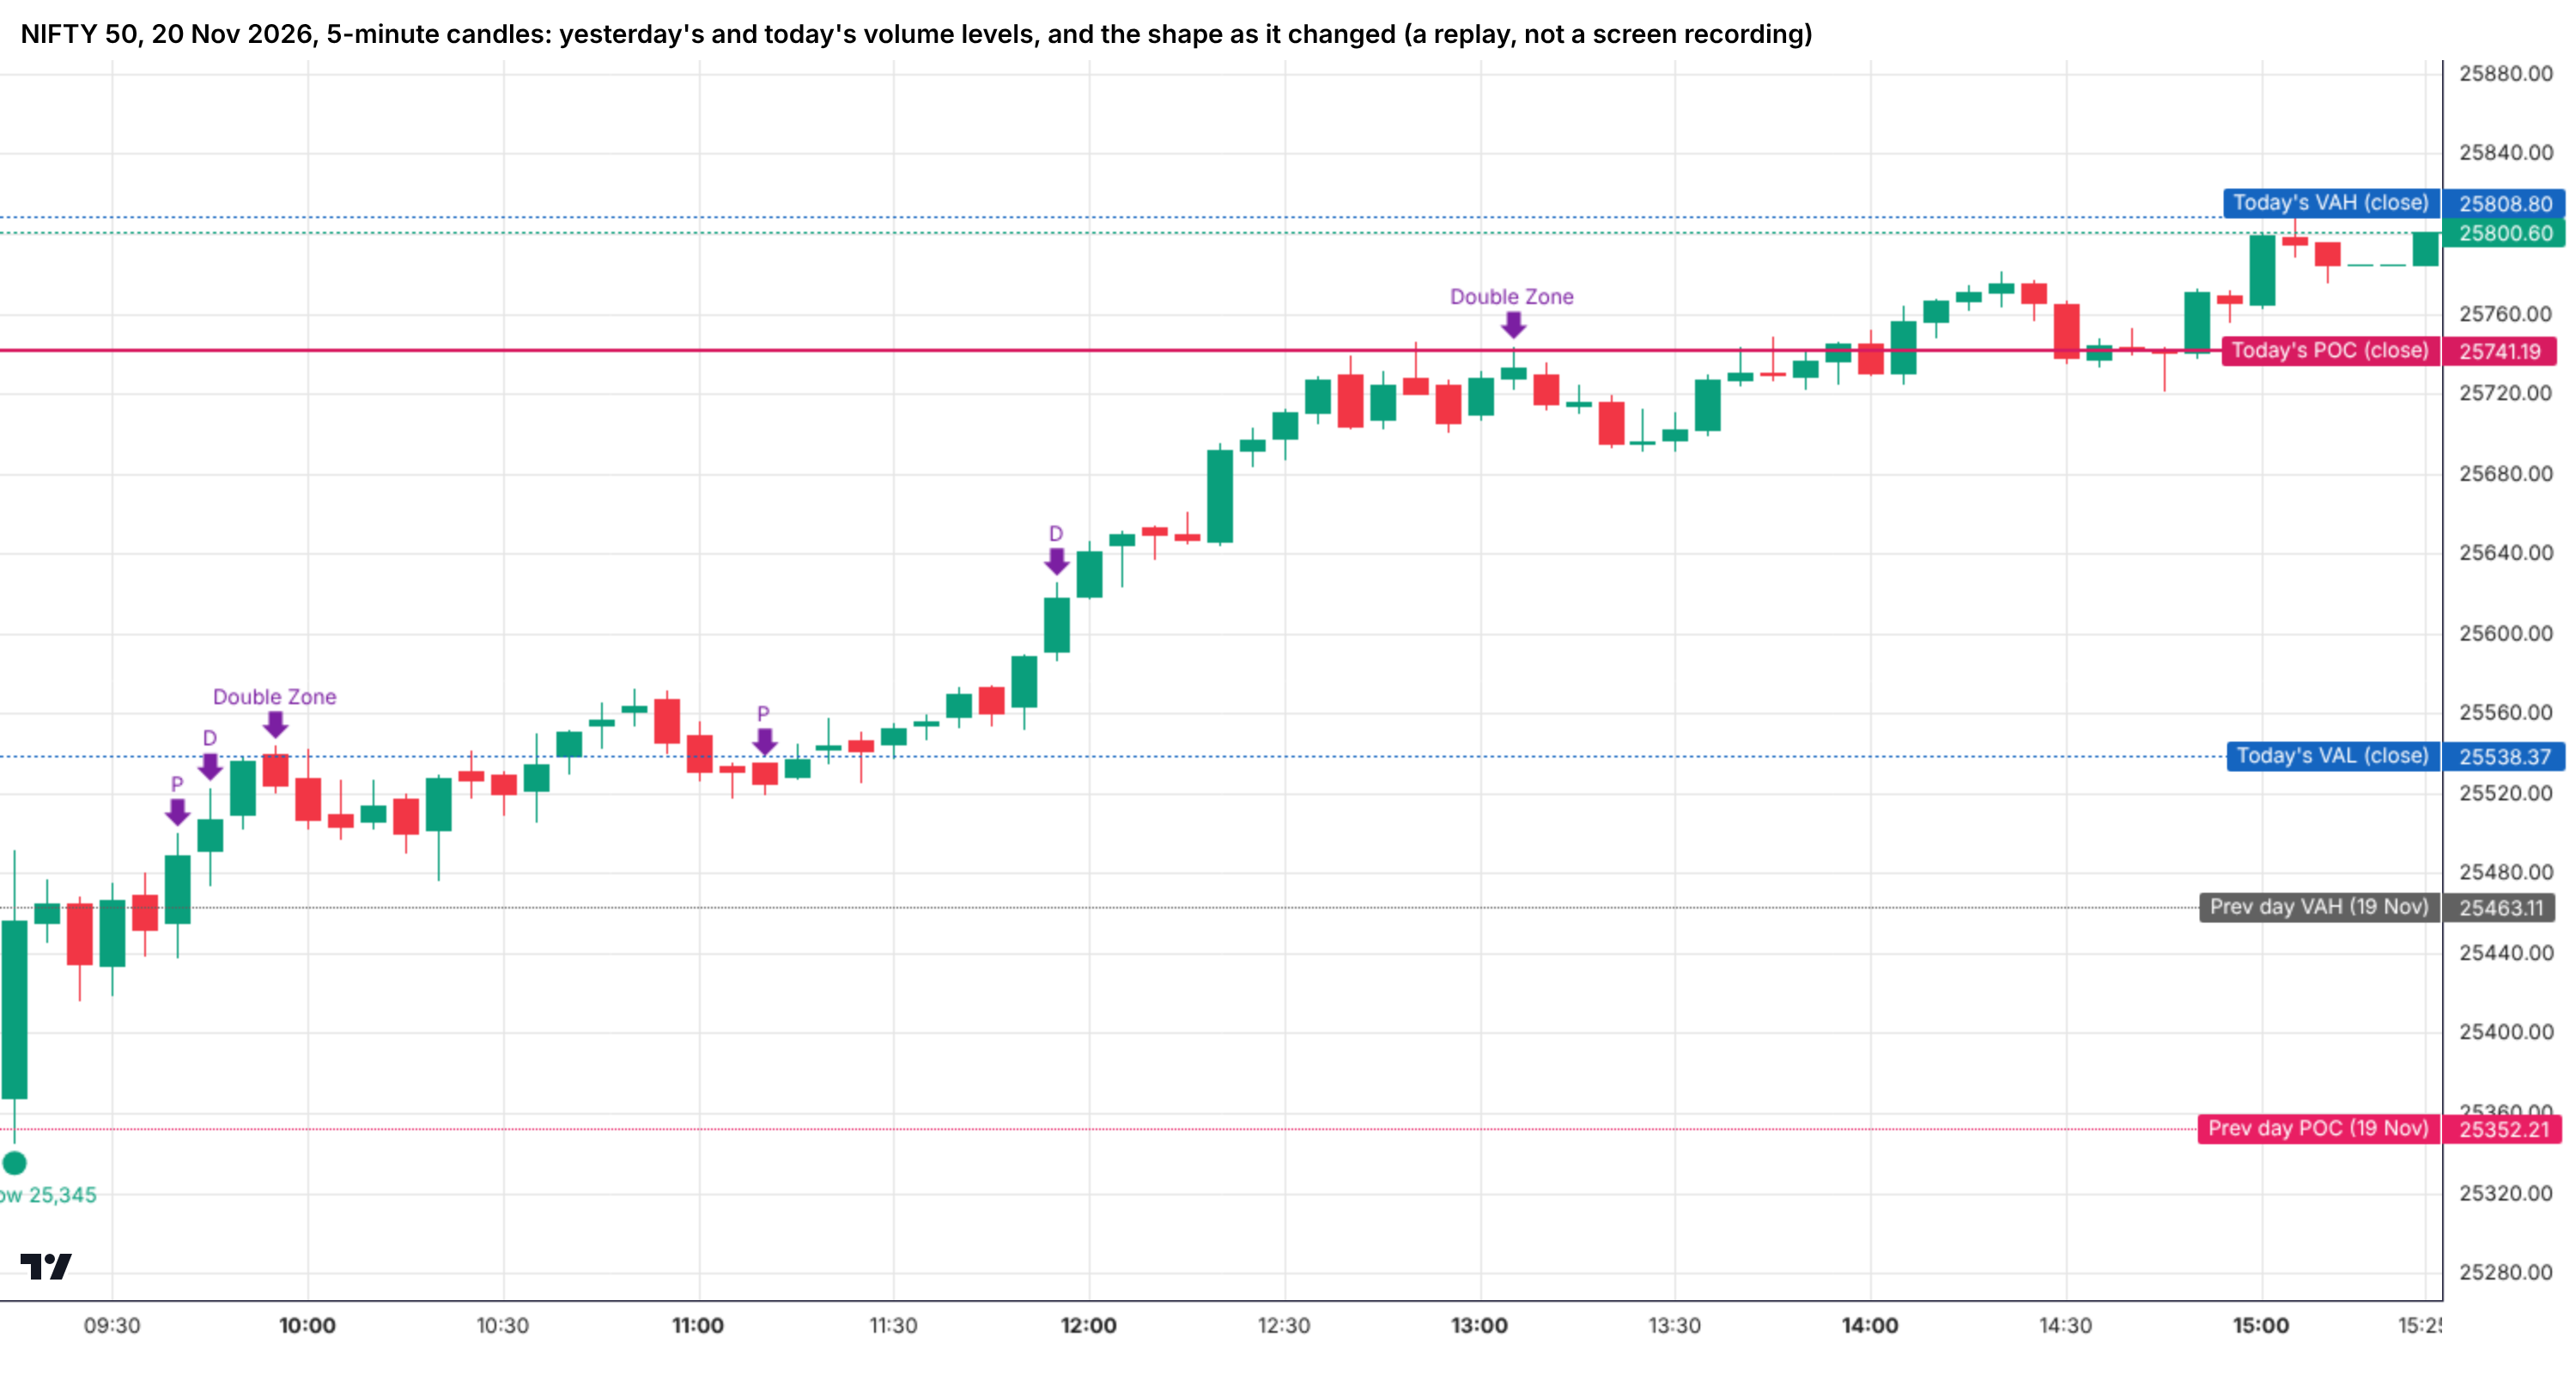 NIFTY 50, 20 Nov 2026, 5-minute candles: yesterday's and today's volume levels, and the shape as it changed (a replay, not a screen recording)
25880.00
25840.00
Today's VAH (close) 25808.80
25800.60
Double Zone
25760.00
Today's POC (close) 25741.19
25720.00
25680.00
25640.00
D
25600.00
Double Zone
25560.00
P
D
Today's VAL (close) 25538.37
P
25520.00
25480.00
Prev day VAH (19 Nov) 25463.11
25440.00
25400.00
25360.00
Prev day POC (19 Nov) 25352.21
ow 25,345
25320.00
25280.00
09:30 10:00 10:30 11:00 11:30 12:00 12:30 13:00 13:30 14:00 14:30 15:00 15:25